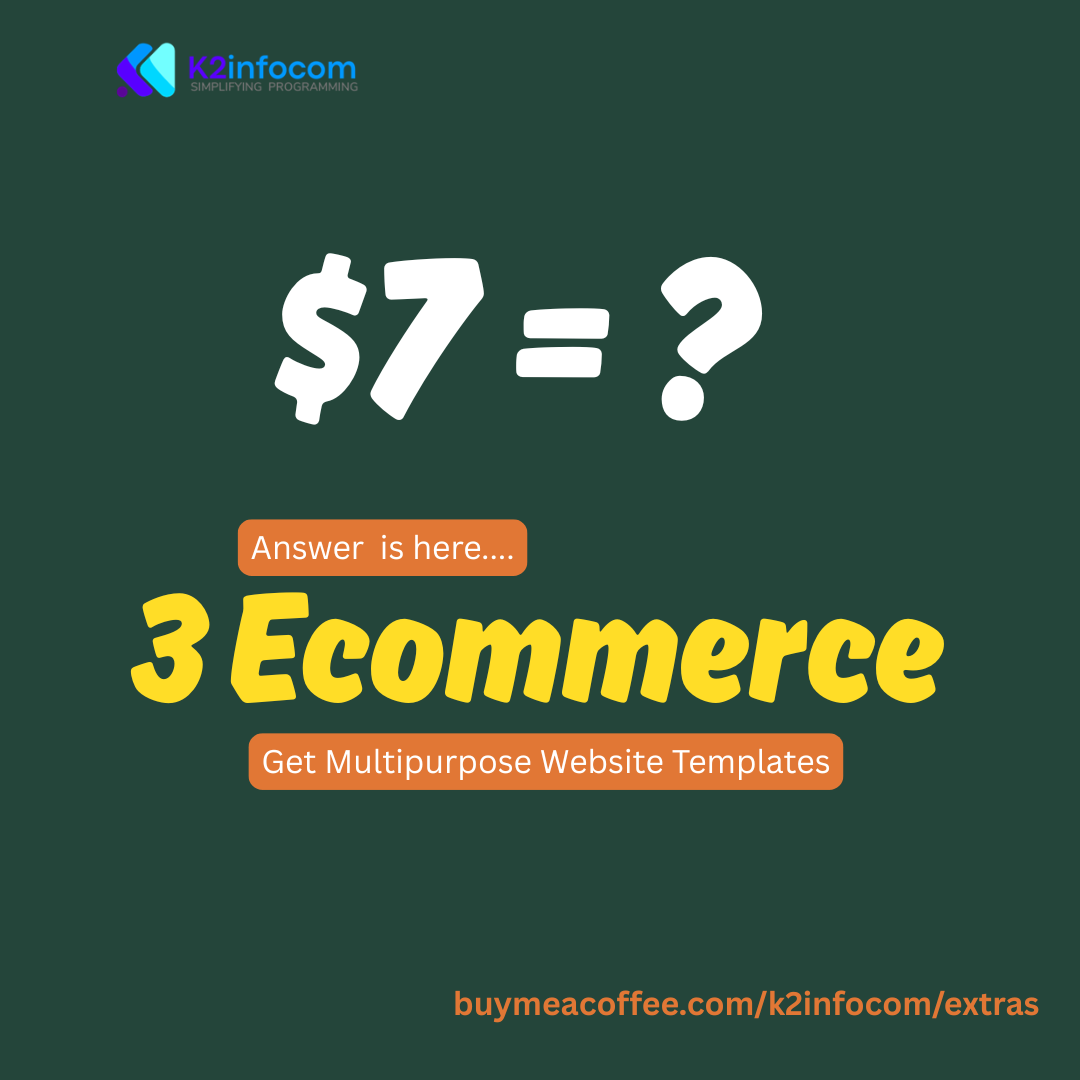 K2infocom
SIMPLIFYING PROGRAMMING
$7 = ?
Answer is here....
3 Ecommerce
Get Multipurpose Website Templates
buymeacoffee.com/k2infocom/extras